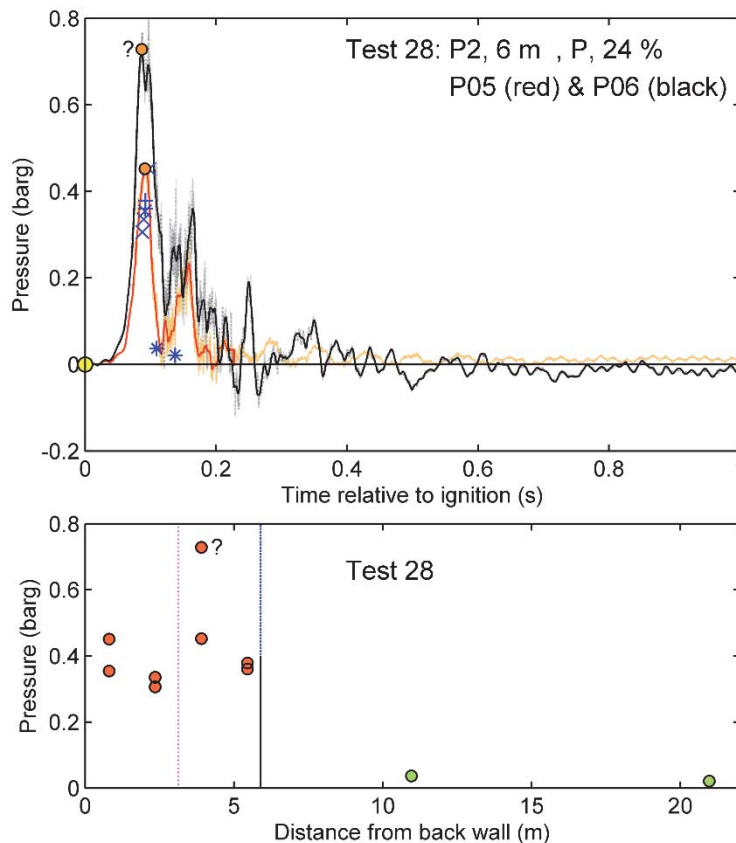 Test 28: P2, 6 m , P, 24 %
P05 (red) & P06 (black)
?
0.8
0.6
0.4
0.2
0
-0.2
Pressure (barg)
0 0.2 0.4 0.6 0.8 1
Time relative to ignition (s)
Test 28
?
0.8
0.6
0.4
0.2
0
Pressure (barg)
0 5 10 15 20
Distance from back wall (m)